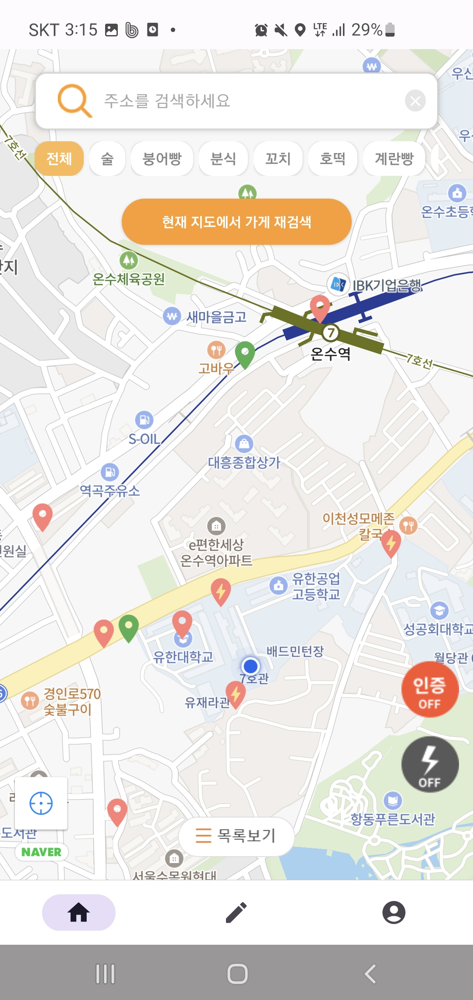 SKT 3:15
LTE
29%
주소를 검색하세요
7호선
전체
술
붕어빵
분식
꼬치
호떡
계란빵
현재 지도에서 가게 재검색
온수체육공원
IBK기업은행
새마을금고
7
온수역
7호선
고바우
S-OIL
대흥종합상가
역곡주유소
이천성모메존
e편한세상
온수역아파트
유한공업
고등학교
성공회대학교
유한대학교
배드민턴장
월당관
7호관
경인로570
숯불구이
유재라관
인증
OFF
OFF
항동푸른도서관
도서관
목록보기
NAVER
서울수목원현대